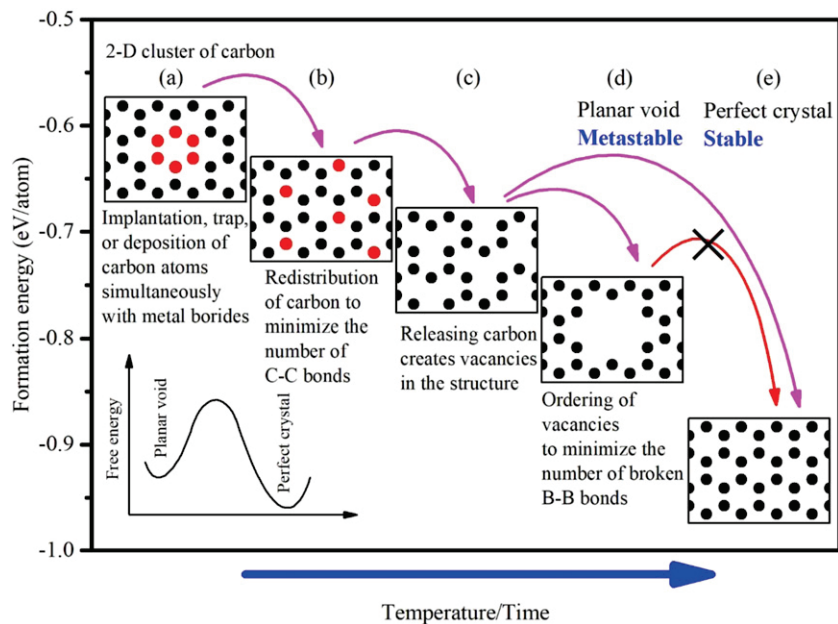 -0.5
-0.6
-0.7
-0.8
-0.9
-1.0
Formation energy (eV/atom)
2-D cluster of carbon
(a)
(b)
(c)
(d)
(e)
Planar void
Metastable
Perfect crystal
Stable
Implantation, trap,
or deposition of
carbon atoms
simultaneously
with metal borides
Redistribution
of carbon to
minimize the
number of
C-C bonds
Releasing carbon
creates vacancies
in the structure
Ordering of
vacancies
to minimize the
number of broken
B-B bonds
Free energy
Planar void
Perfect crystal
Temperature/Time